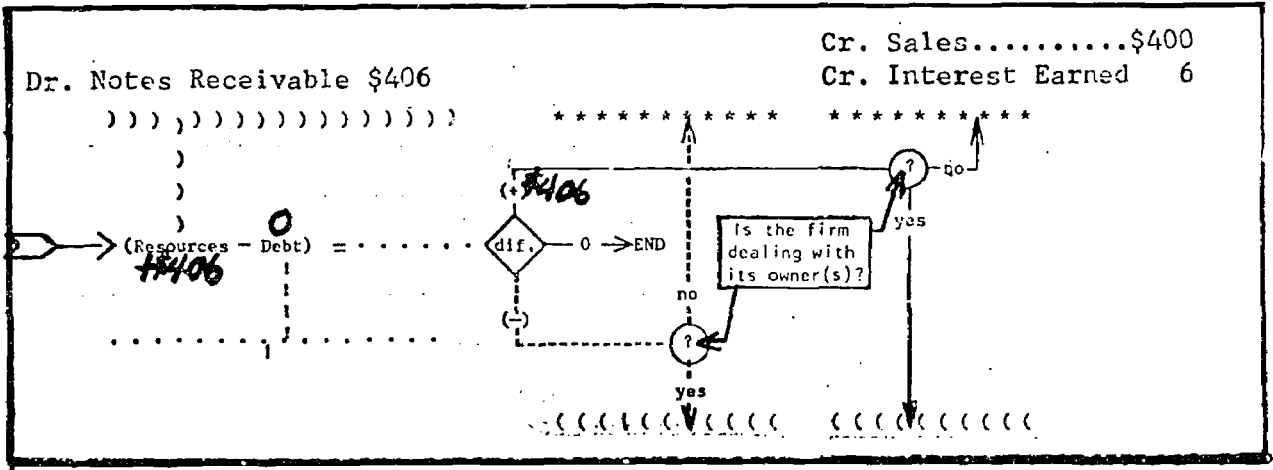 Cr. Sales..........$400
Dr. Notes Receivable $406
Cr. Interest Earned 6
) ) ) ) ) ) ) ) ) ) ) ) ) ) ) ) * * * * * * * * * * * * * * * * * * * * *
)
)
)
(+ $406
? no
(Resources - Debt) = · · · · · · dif. 0 END
0
+$406
Is the firm
dealing with
its owner(s)?
yes
no
(-)
?
yes
( ( ( ( ( ( ( ( ( ( ( ( ( ( ( ( ( ( ( ( (